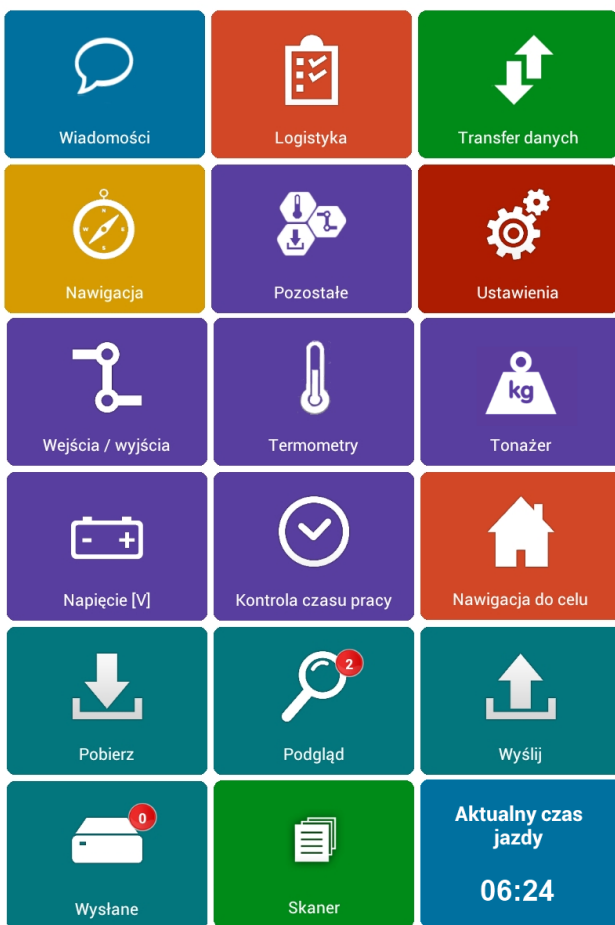 Wiadomości
Logistyka
Transfer danych
W
E
S
Nawigacja
Pozostałe
Ustawienia
Wejścia / wyjścia
Termometry
kg
Tonażer
- +
Napięcie [V]
Kontrola czasu pracy
Nawigacja do celu
Pobierz
2
Podgląd
Wyślij
0
Wysłane
Skaner
Aktualny czas
jazdy
06:24